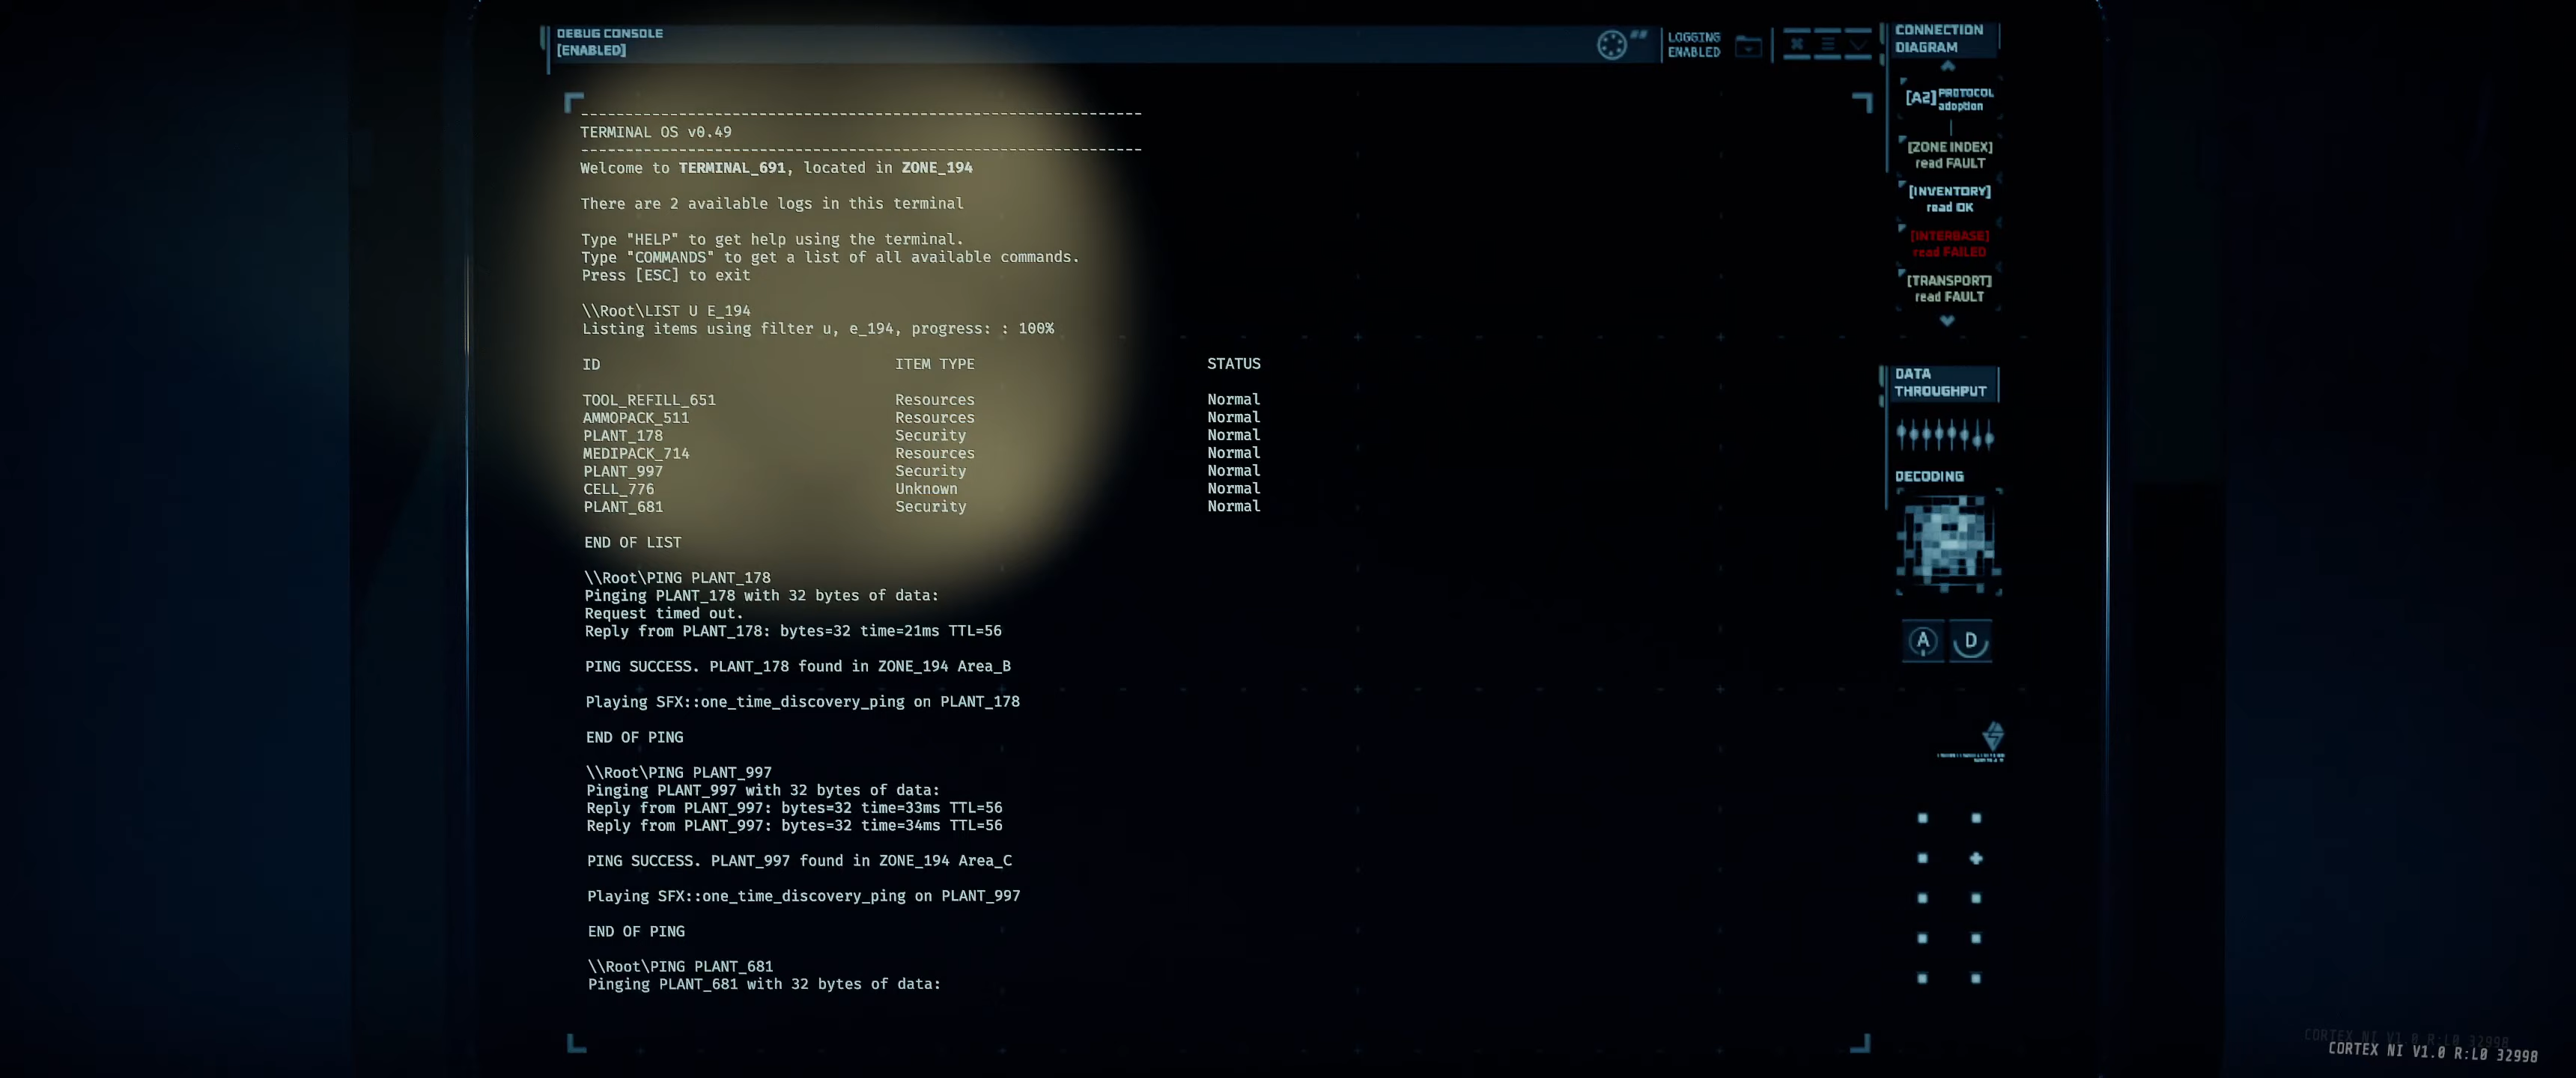 DEBUG CONSOLE
[ENABLED]
LOGGING
ENABLED
------------------------------------------------------------------
TERMINAL OS v0.49
------------------------------------------------------------------
Welcome to TERMINAL_691, located in ZONE_194
There are 2 available logs in this terminal
Type "HELP" to get help using the terminal.
Type "COMMANDS" to get a list of all available commands.
Press [ESC] to exit
\\Root\LIST U E_194
Listing items using filter u, e_194, progress: : 100%
ID ITEM TYPE STATUS
TOOL_REFILL_651 Resources Normal
AMMOPACK_511 Resources Normal
PLANT_178 Security Normal
MEDIPACK_714 Resources Normal
PLANT_997 Security Normal
CELL_776 Unknown Normal
PLANT_681 Security Normal
END OF LIST
\\Root\PING PLANT_178
Pinging PLANT_178 with 32 bytes of data:
Request timed out.
Reply from PLANT_178: bytes=32 time=21ms TTL=56
PING SUCCESS. PLANT_178 found in ZONE_194 Area_B
Playing SFX::one_time_discovery_ping on PLANT_178
END OF PING
\\Root\PING PLANT_997
Pinging PLANT_997 with 32 bytes of data:
Reply from PLANT_997: bytes=32 time=33ms TTL=56
Reply from PLANT_997: bytes=32 time=34ms TTL=56
PING SUCCESS. PLANT_997 found in ZONE_194 Area_C
Playing SFX::one_time_discovery_ping on PLANT_997
END OF PING
\\Root\PING PLANT_681
Pinging PLANT_681 with 32 bytes of data:
CONNECTION
DIAGRAM
[A2] PROTOCOL
adoption
[ZONE INDEX]
read FAULT
[INVENTORY]
read OK
[INTERBASE]
read FAILED
[TRANSPORT]
read FAULT
DATA
THROUGHPUT
DECODING
A D
CORTEX NI V1.0 R:L0 32998